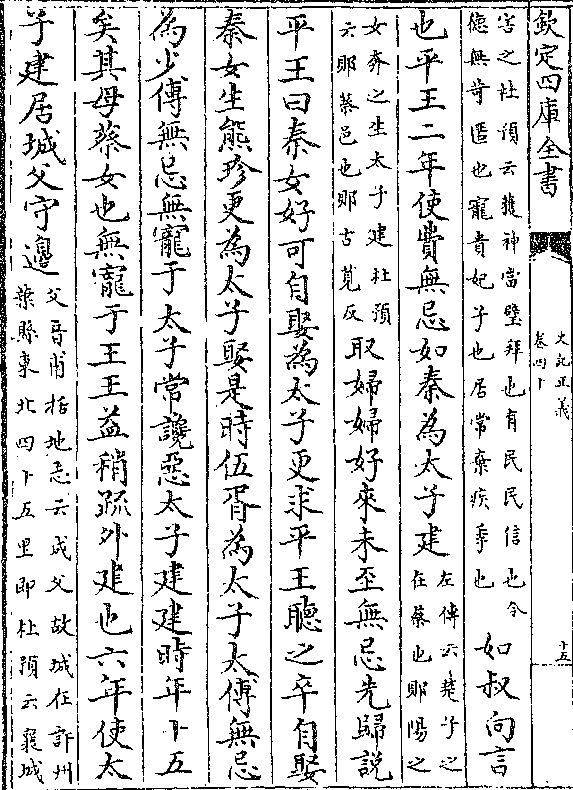 欽定四庫全書
史記正義
卷四十
十五
害之杜預云獲神當璧拜也有民民信也令
德無苛慝也寵貴妃子也居常棄疾季也
如叔向言
也平王二年使費無忌如秦為太子建
左傳云楚子之
在蔡也郹陽之
女奔之生太子建杜預
云郹蔡邑也郹古䦧反
取婦婦好來未至無忌先歸説
平王曰秦女好可自娶為太子更求平王聽之卒自娶
秦女生熊珍更為太子娶是時伍胥為太子太傅無忌
為少傅無忌無寵于太子常讒惡太子建建時年十五
矣其母蔡女也無寵于王王益稍疏外建也六年使太
子建居城父守邊
父音甫括地志云城父故城在許州
葉縣東北四十五里即杜預云襄城